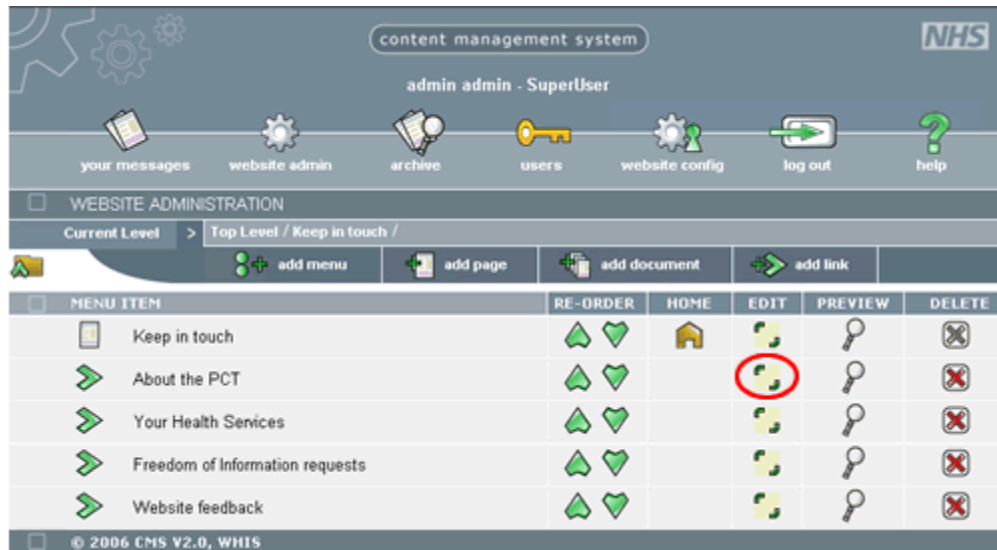 content management system
NHS
admin admin - SuperUser
your messages website admin archive users website config log out help
WEBSITE ADMINISTRATION
Current Level > Top Level / Keep in touch /
add menu add page add document add link
MENU ITEM RE-ORDER HOME EDIT PREVIEW DELETE
Keep in touch
About the PCT
Your Health Services
Freedom of Information requests
Website feedback
© 2006 CMS V2.0, WHIS